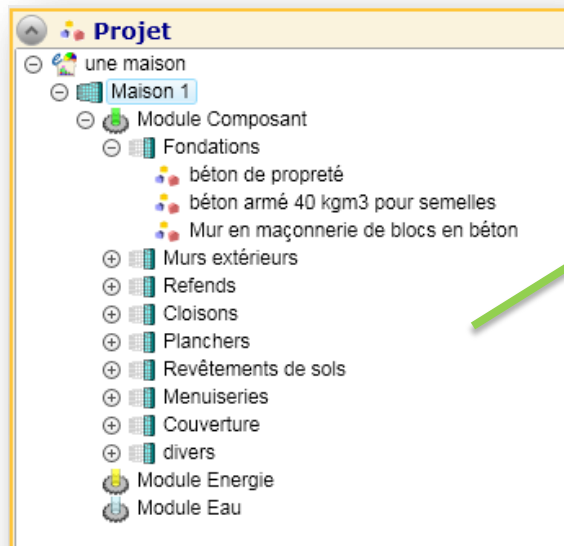 Projet
une maison
Maison 1
Module Composant
Fondations
béton de propreté
béton armé 40 kgm3 pour semelles
Mur en maçonnerie de blocs en béton
Murs extérieurs
Refends
Cloisons
Planchers
Revêtements de sols
Menuiseries
Couverture
divers
Module Energie
Module Eau